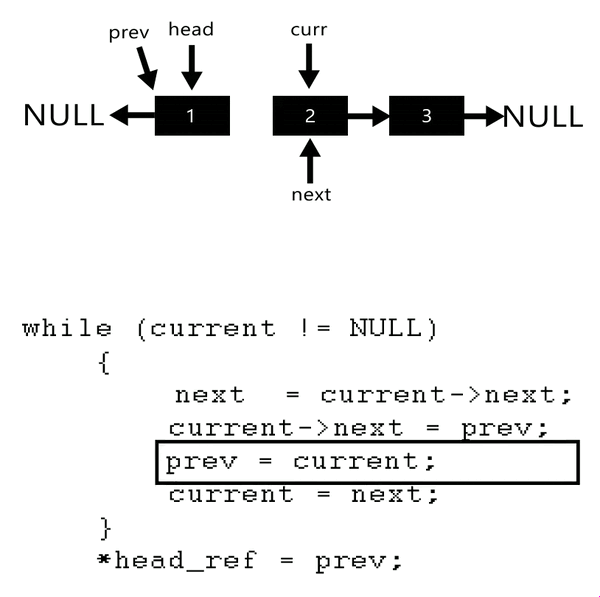 prev head curr
NULL 1 2 3 NULL
next
while (current != NULL)
{
next = current->next;
current->next = prev;
prev = current;
current = next;
}
*head_ref = prev;